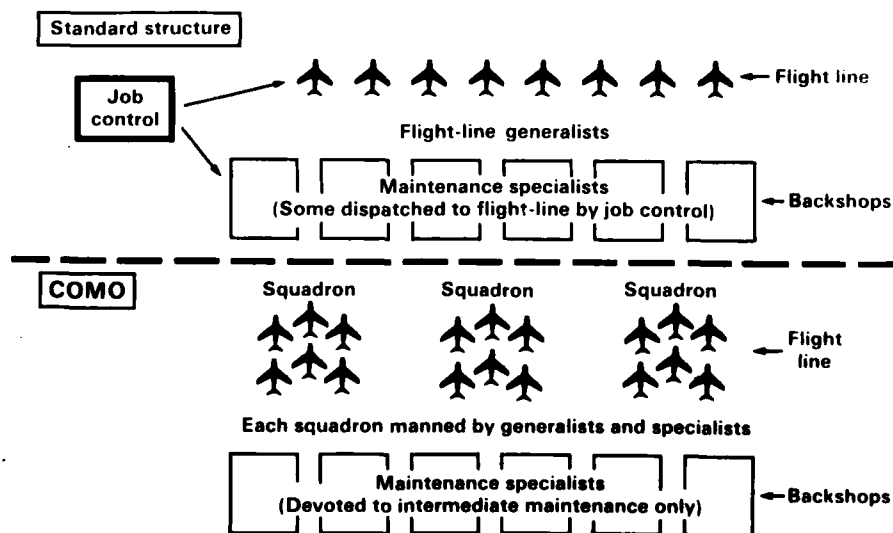 Standard structure
Job
control
Flight line
Flight-line generalists
Maintenance specialists
(Some dispatched to flight-line by job control)
Backshops
COMO
Squadron Squadron Squadron
Flight
line
Each squadron manned by generalists and specialists
Maintenance specialists
(Devoted to intermediate maintenance only)
Backshops